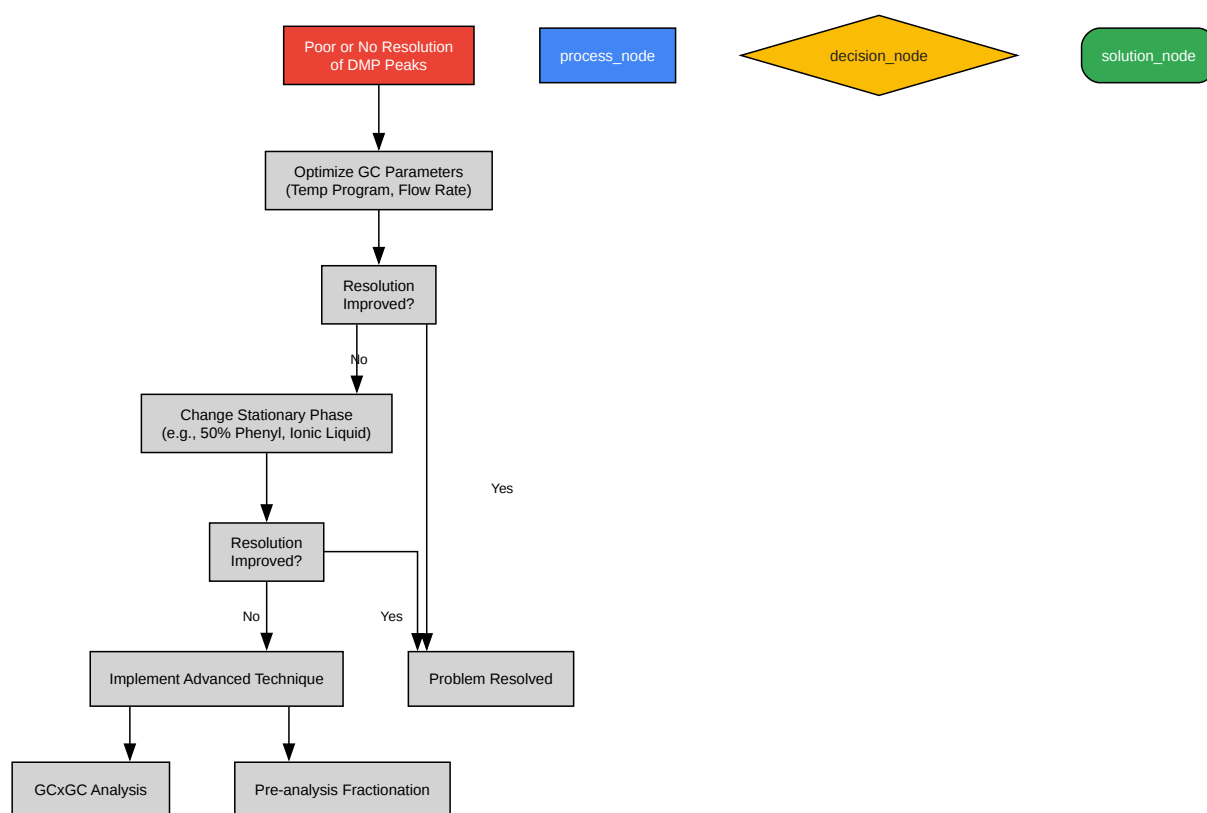 Poor or No Resolution
of DMP Peaks
process_node
decision_node
solution_node
Optimize GC Parameters
(Temp Program, Flow Rate)
Resolution
Improved?
No
Change Stationary Phase
(e.g., 50% Phenyl, Ionic Liquid)
Yes
Resolution
Improved?
No
Yes
Implement Advanced Technique
Problem Resolved
GCxGC Analysis
Pre-analysis Fractionation